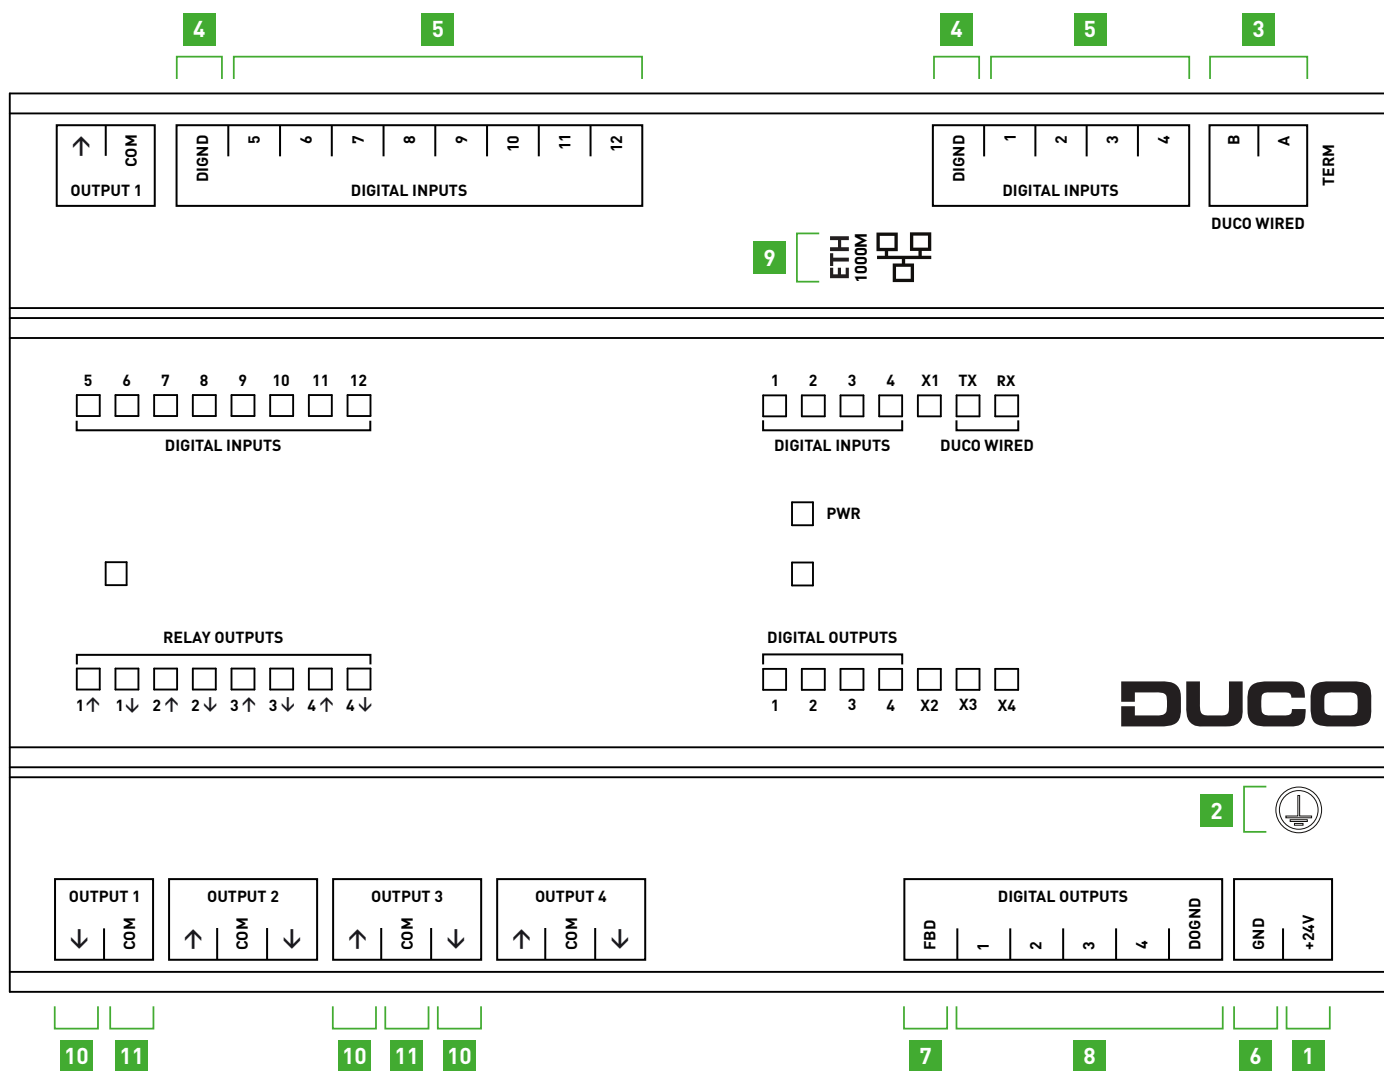 4 5 4 5 3
↑ COM DIGND 5 6 7 8 9 10 11 12 DIGND 1 2 3 4 B A TERM
OUTPUT 1 DIGITAL INPUTS DIGITAL INPUTS
DUCO WIRED
9 ETH 1000M
5 6 7 8 9 10 11 12 1 2 3 4 X1 TX RX
DIGITAL INPUTS DIGITAL INPUTS DUCO WIRED
PWR
RELAY OUTPUTS DIGITAL OUTPUTS
1↑ 1↓ 2↑ 2↓ 3↑ 3↓ 4↑ 4↓ 1 2 3 4 X2 X3 X4
DUCO
2
OUTPUT 1 OUTPUT 2 OUTPUT 3 OUTPUT 4 DIGITAL OUTPUTS
↓ COM ↑ COM ↓ ↑ COM ↓ ↑ COM ↓ FBD 1 2 3 4 DOGND GND +24V
10 11 10 11 10 7 8 6 1